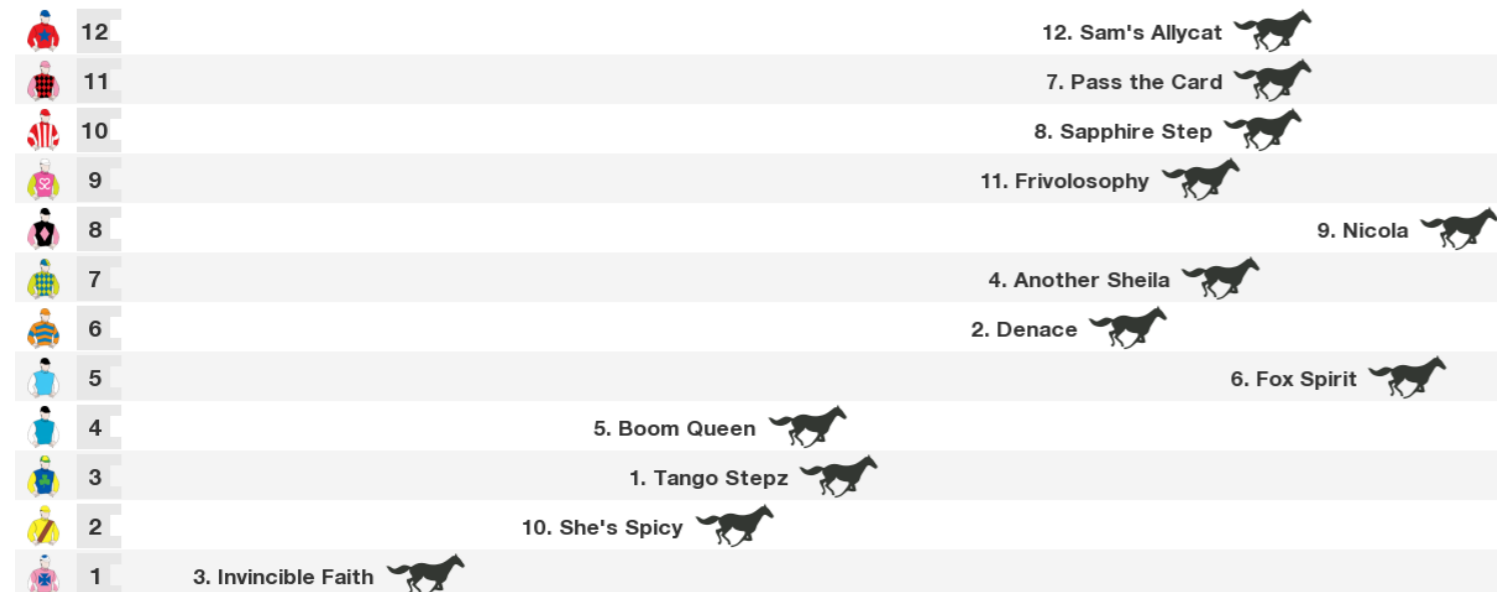 12 12. Sam's Allycat
11 7. Pass the Card
10 8. Sapphire Step
9 11. Frivolosophy
8 9. Nicola
7 4. Another Sheila
6 2. Denace
5 6. Fox Spirit
4 5. Boom Queen
3 1. Tango Stepz
2 10. She's Spicy
1 3. Invincible Faith